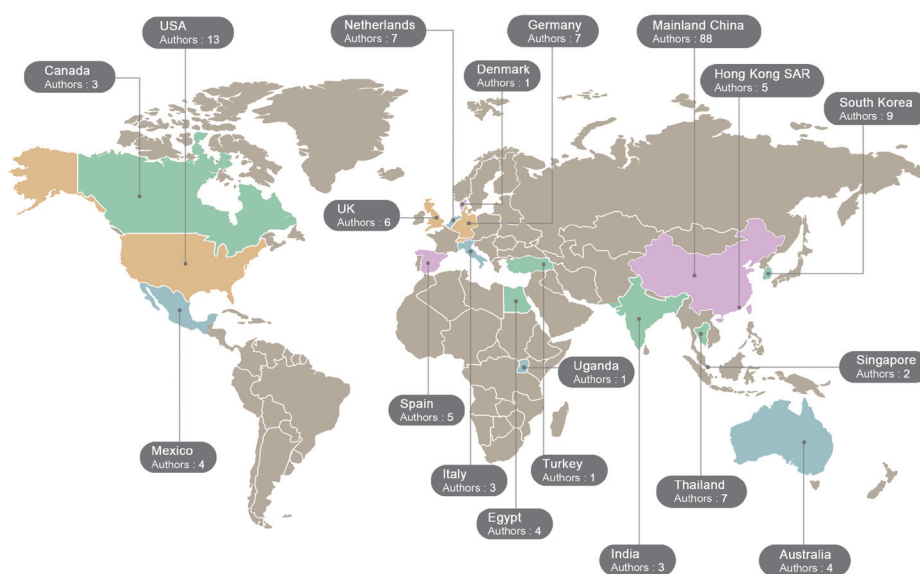 USA
Authors : 13
Netherlands
Authors : 7
Germany
Authors : 7
Mainland China
Authors : 88
Canada
Authors : 3
Denmark
Authors : 1
Hong Kong SAR
Authors : 5
South Korea
Authors : 9
UK
Authors : 6
Uganda
Authors : 1
Singapore
Authors : 2
Spain
Authors : 5
Mexico
Authors : 4
Italy
Authors : 3
Turkey
Authors : 1
Thailand
Authors : 7
Egypt
Authors : 4
India
Authors : 3
Australia
Authors : 4